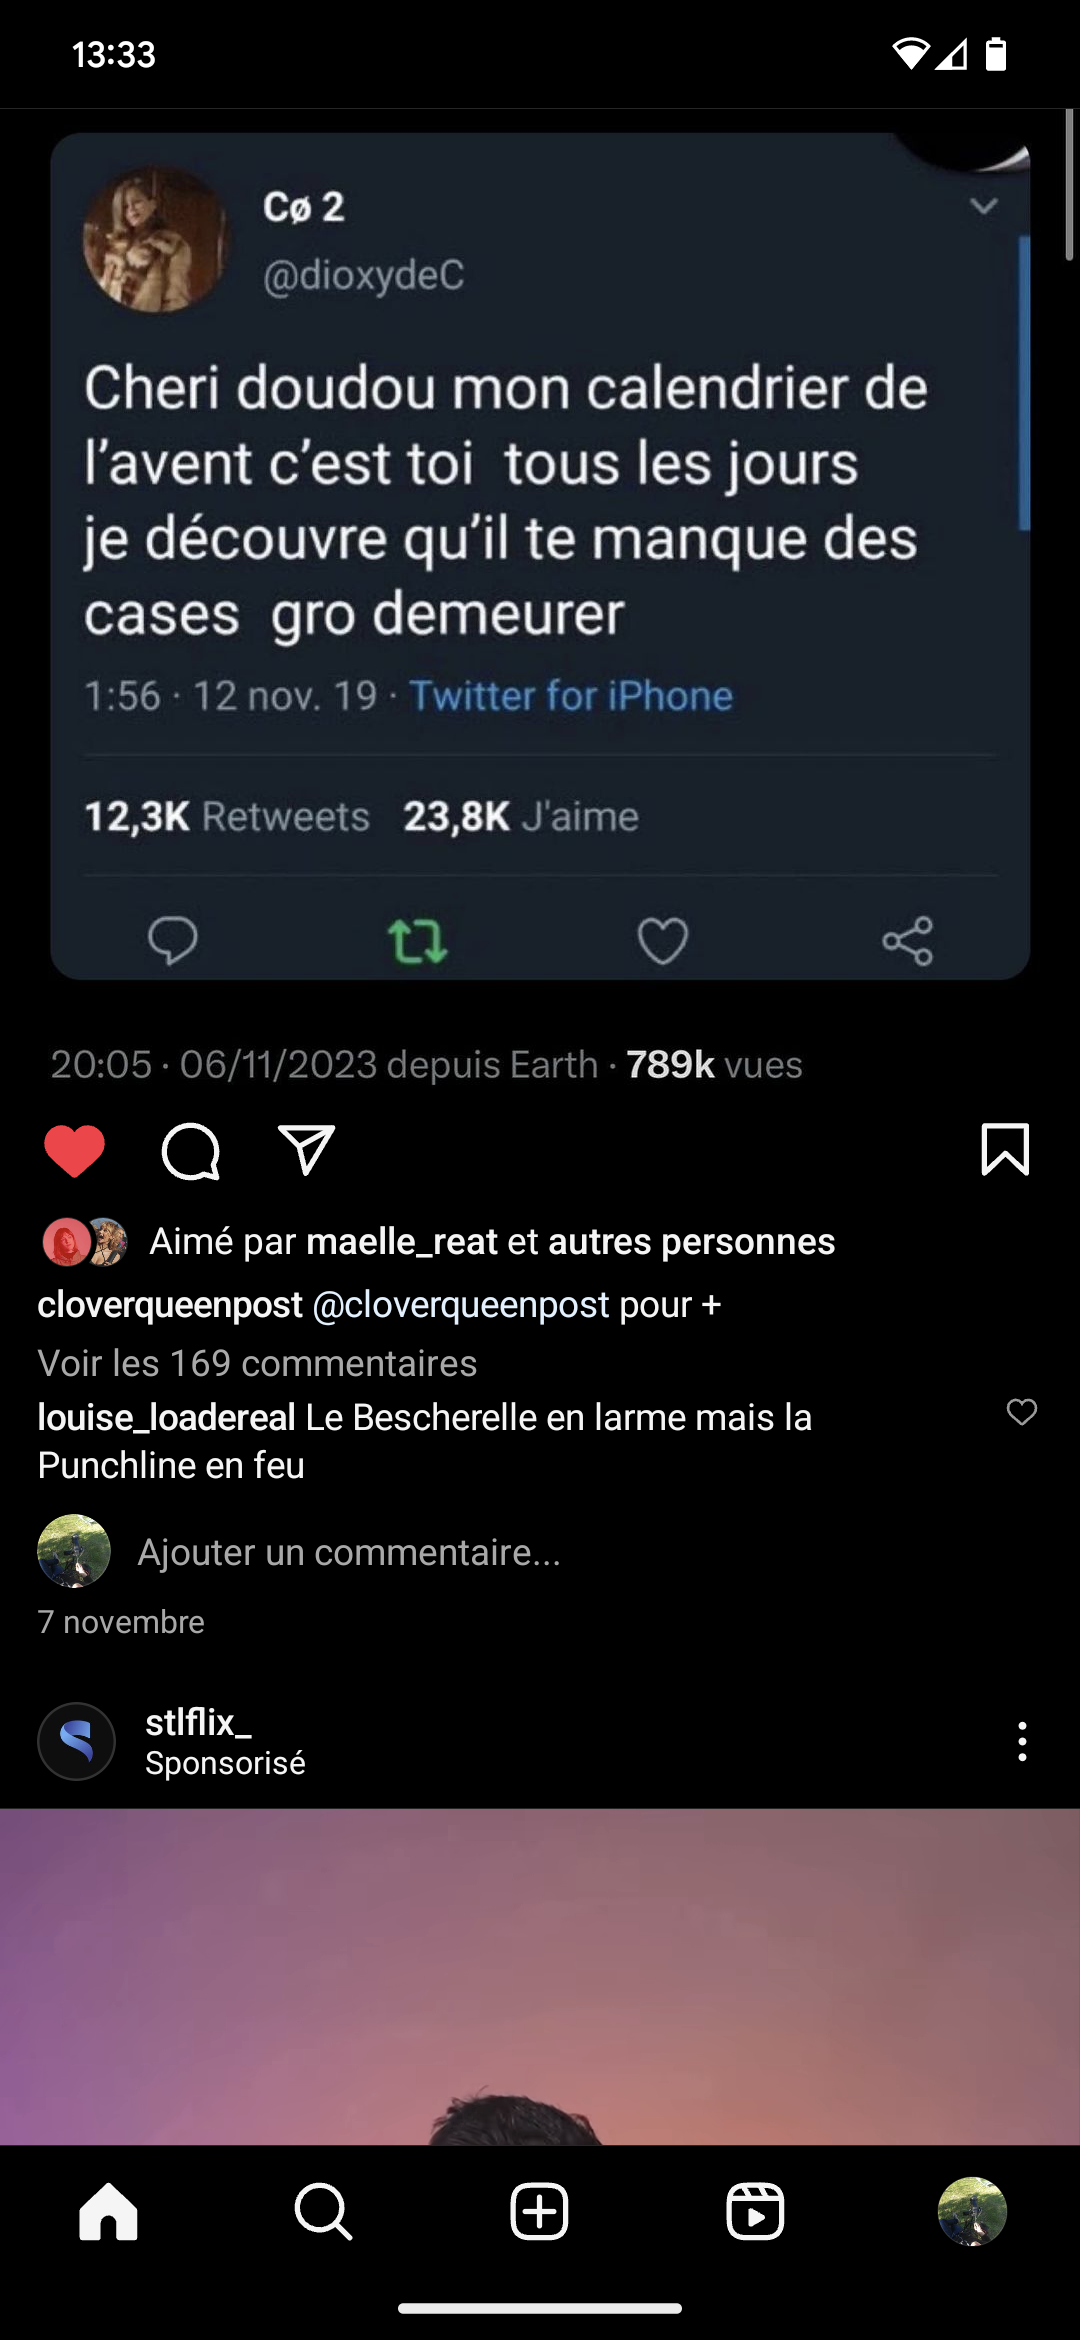 13:33
Cø 2
@dioxydeC
Cheri doudou mon calendrier de
l’avent c’est toi  tous les jours
je découvre qu’il te manque des
cases  gro demeurer
1:56 · 12 nov. 19 · Twitter for iPhone
12,3K Retweets 23,8K J'aime
20:05 · 06/11/2023 depuis Earth · 789k vues
Aimé par maelle_reat et autres personnes
cloverqueenpost @cloverqueenpost pour +
Voir les 169 commentaires
louise_loadereal Le Bescherelle en larme mais la
Punchline en feu
Ajouter un commentaire...
7 novembre
stlflix_
Sponsorisé